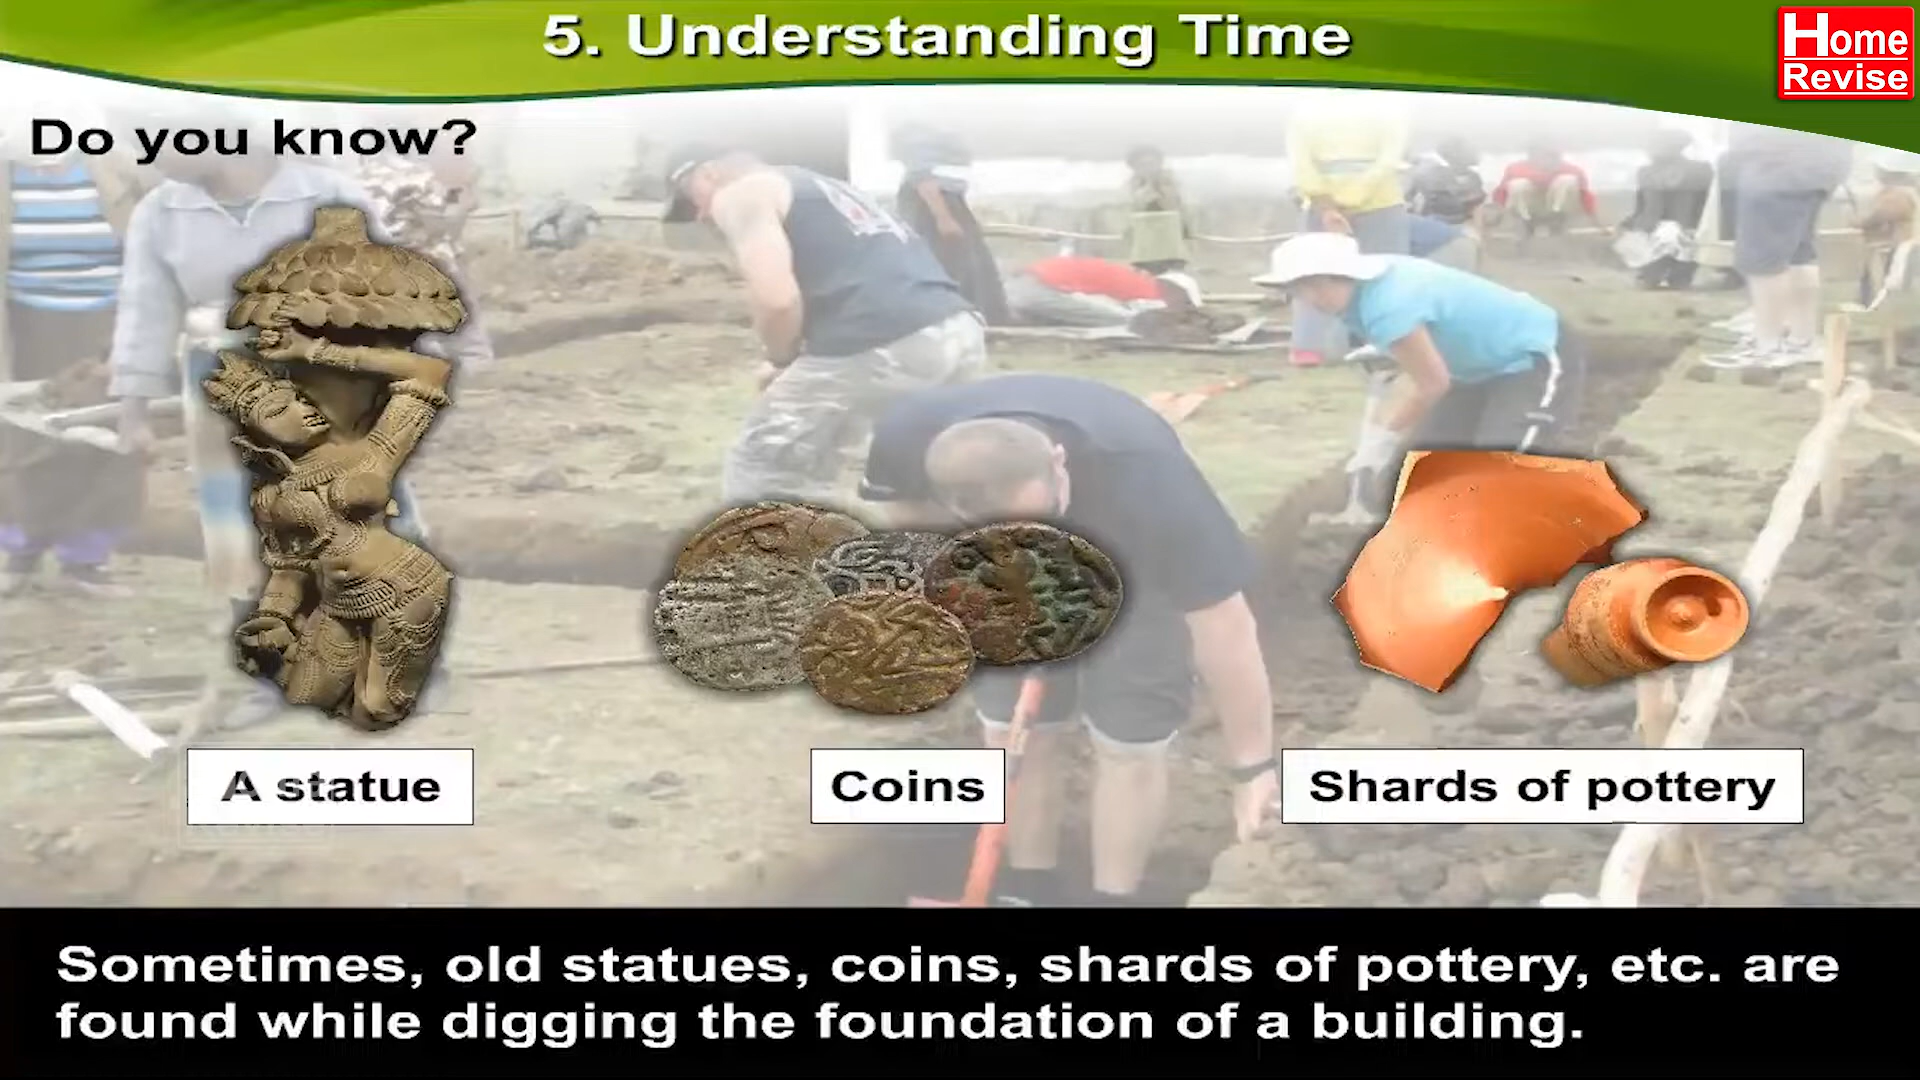 5. Understanding Time
Home
Revise
Do you know?
A statue
Coins
Shards of pottery
Sometimes, old statues, coins, shards of pottery, etc. are
found while digging the foundation of a building.